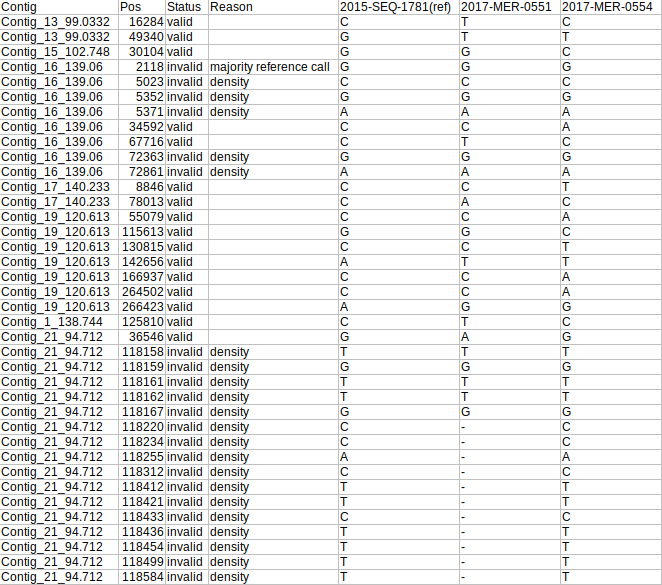 Contig Pos Status Reason 2015-SEQ-1781(ref) 2017-MER-0551 2017-MER-0554
Contig_13_99.0332 16284 valid C T C
Contig_13_99.0332 49340 valid G T T
Contig_15_102.748 30104 valid G G C
Contig_16_139.06 2118 invalid majority reference call G G G
Contig_16_139.06 5023 invalid density C C C
Contig_16_139.06 5352 invalid density G G G
Contig_16_139.06 5371 invalid density A A A
Contig_16_139.06 34592 valid C C A
Contig_16_139.06 67716 valid C T C
Contig_16_139.06 72363 invalid density G G G
Contig_16_139.06 72861 invalid density A A A
Contig_17_140.233 8846 valid C C T
Contig_17_140.233 78013 valid C A C
Contig_19_120.613 55079 valid C C A
Contig_19_120.613 115613 valid G G C
Contig_19_120.613 130815 valid C C T
Contig_19_120.613 142656 valid A T T
Contig_19_120.613 166937 valid C C A
Contig_19_120.613 264502 valid C C A
Contig_19_120.613 266423 valid A G G
Contig_1_138.744 125810 valid C T C
Contig_21_94.712 36546 valid G A G
Contig_21_94.712 118158 invalid density T T T
Contig_21_94.712 118159 invalid density G G G
Contig_21_94.712 118161 invalid density T T T
Contig_21_94.712 118162 invalid density T T T
Contig_21_94.712 118167 invalid density G G G
Contig_21_94.712 118220 invalid density C - C
Contig_21_94.712 118234 invalid density C - C
Contig_21_94.712 118255 invalid density A - A
Contig_21_94.712 118312 invalid density C - C
Contig_21_94.712 118412 invalid density T - T
Contig_21_94.712 118421 invalid density T - T
Contig_21_94.712 118433 invalid density C - C
Contig_21_94.712 118436 invalid density T - T
Contig_21_94.712 118454 invalid density T - T
Contig_21_94.712 118499 invalid density T - T
Contig_21_94.712 118584 invalid density T - T